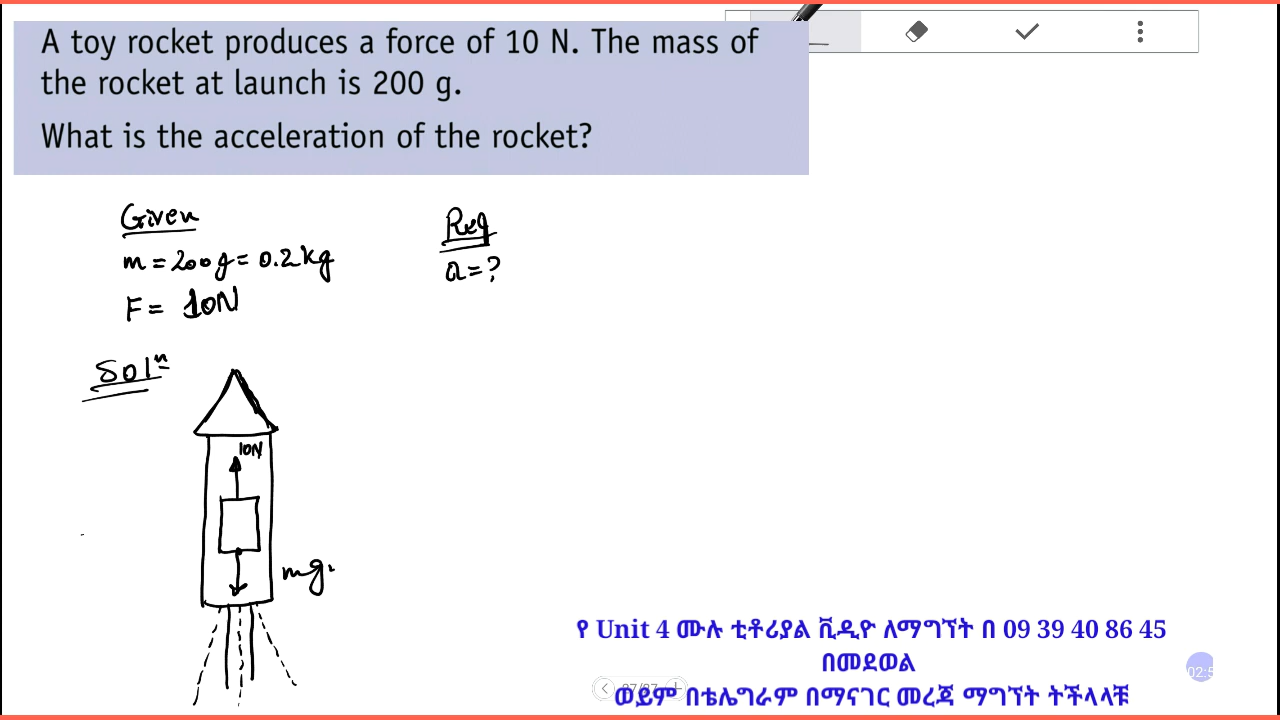 A toy rocket produces a force of 10 N. The mass of
the rocket at launch is 200 g.
What is the acceleration of the rocket?
Given
Req
m = 200g = 0.2kg
a = ?
F = 10N
Solⁿ
10N
mg
የ Unit 4 ሙሉ ቲቶሪያል ቪዲዮ ለማግኘት በ 09 39 40 86 45
በመደወል
ወይም በቴሌግራም በማናገር መረጃ ማግኘት ትችላላቹ